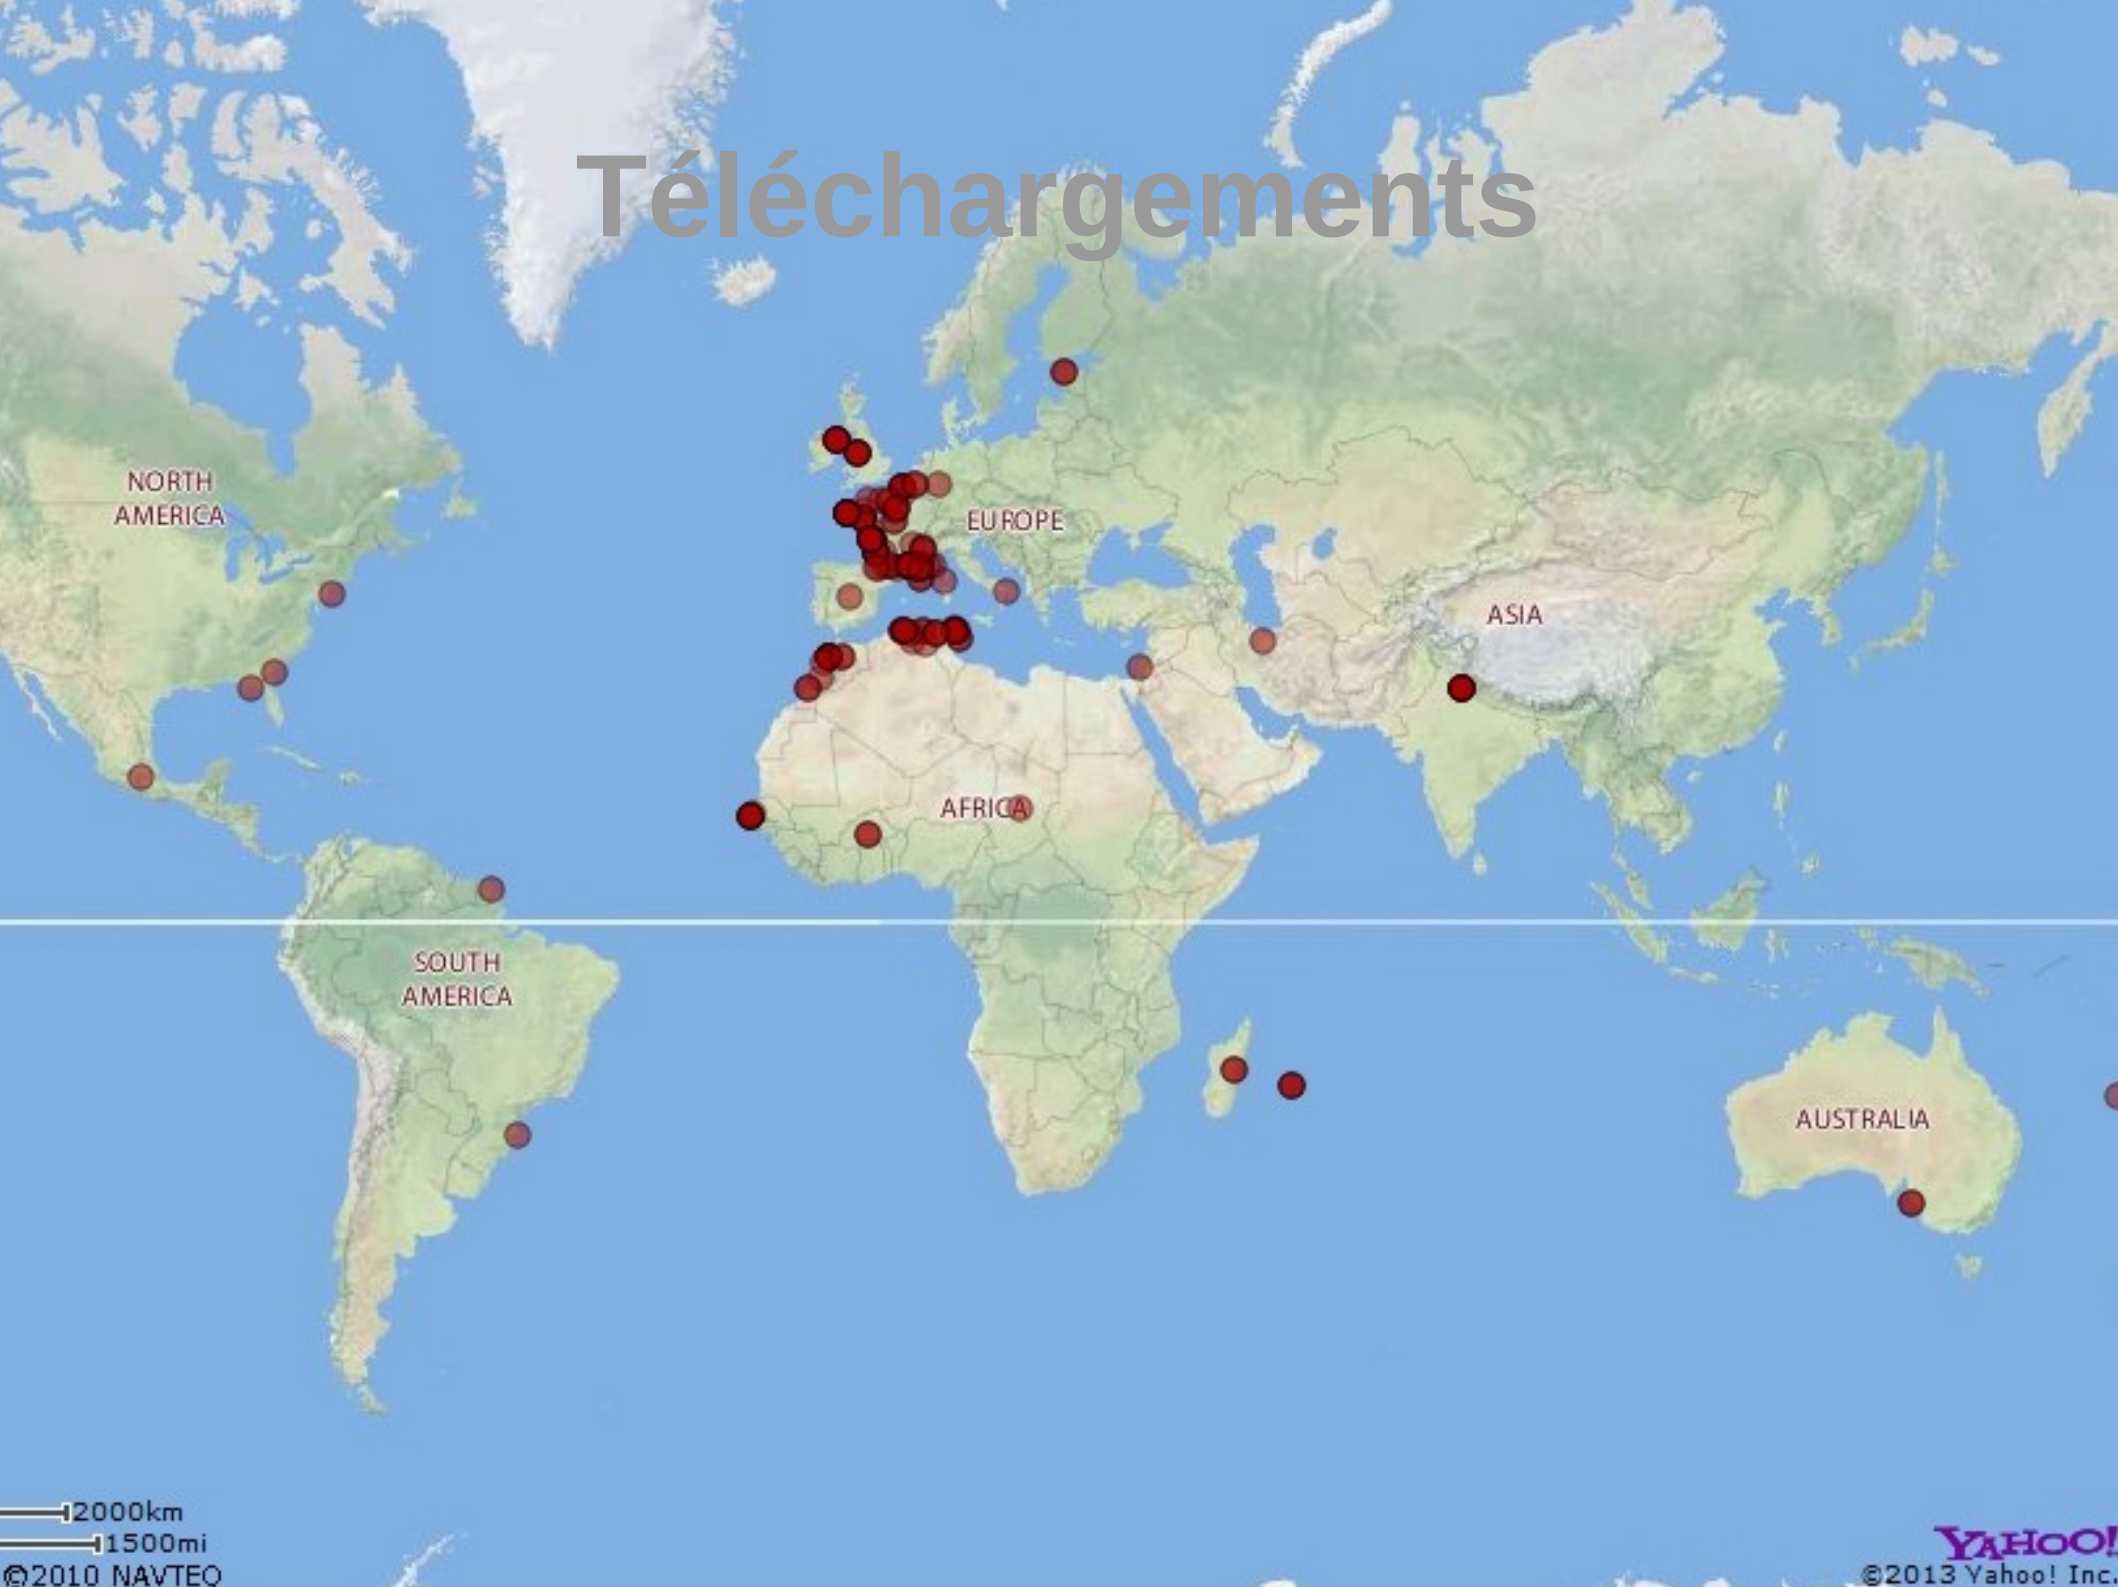 Téléchargements
NORTH
AMERICA
EUROPE
ASIA
AFRICA
SOUTH
AMERICA
AUSTRALIA
2000km
1500mi
©2010 NAVTEQ
YAHOO!
©2013 Yahoo! Inc.